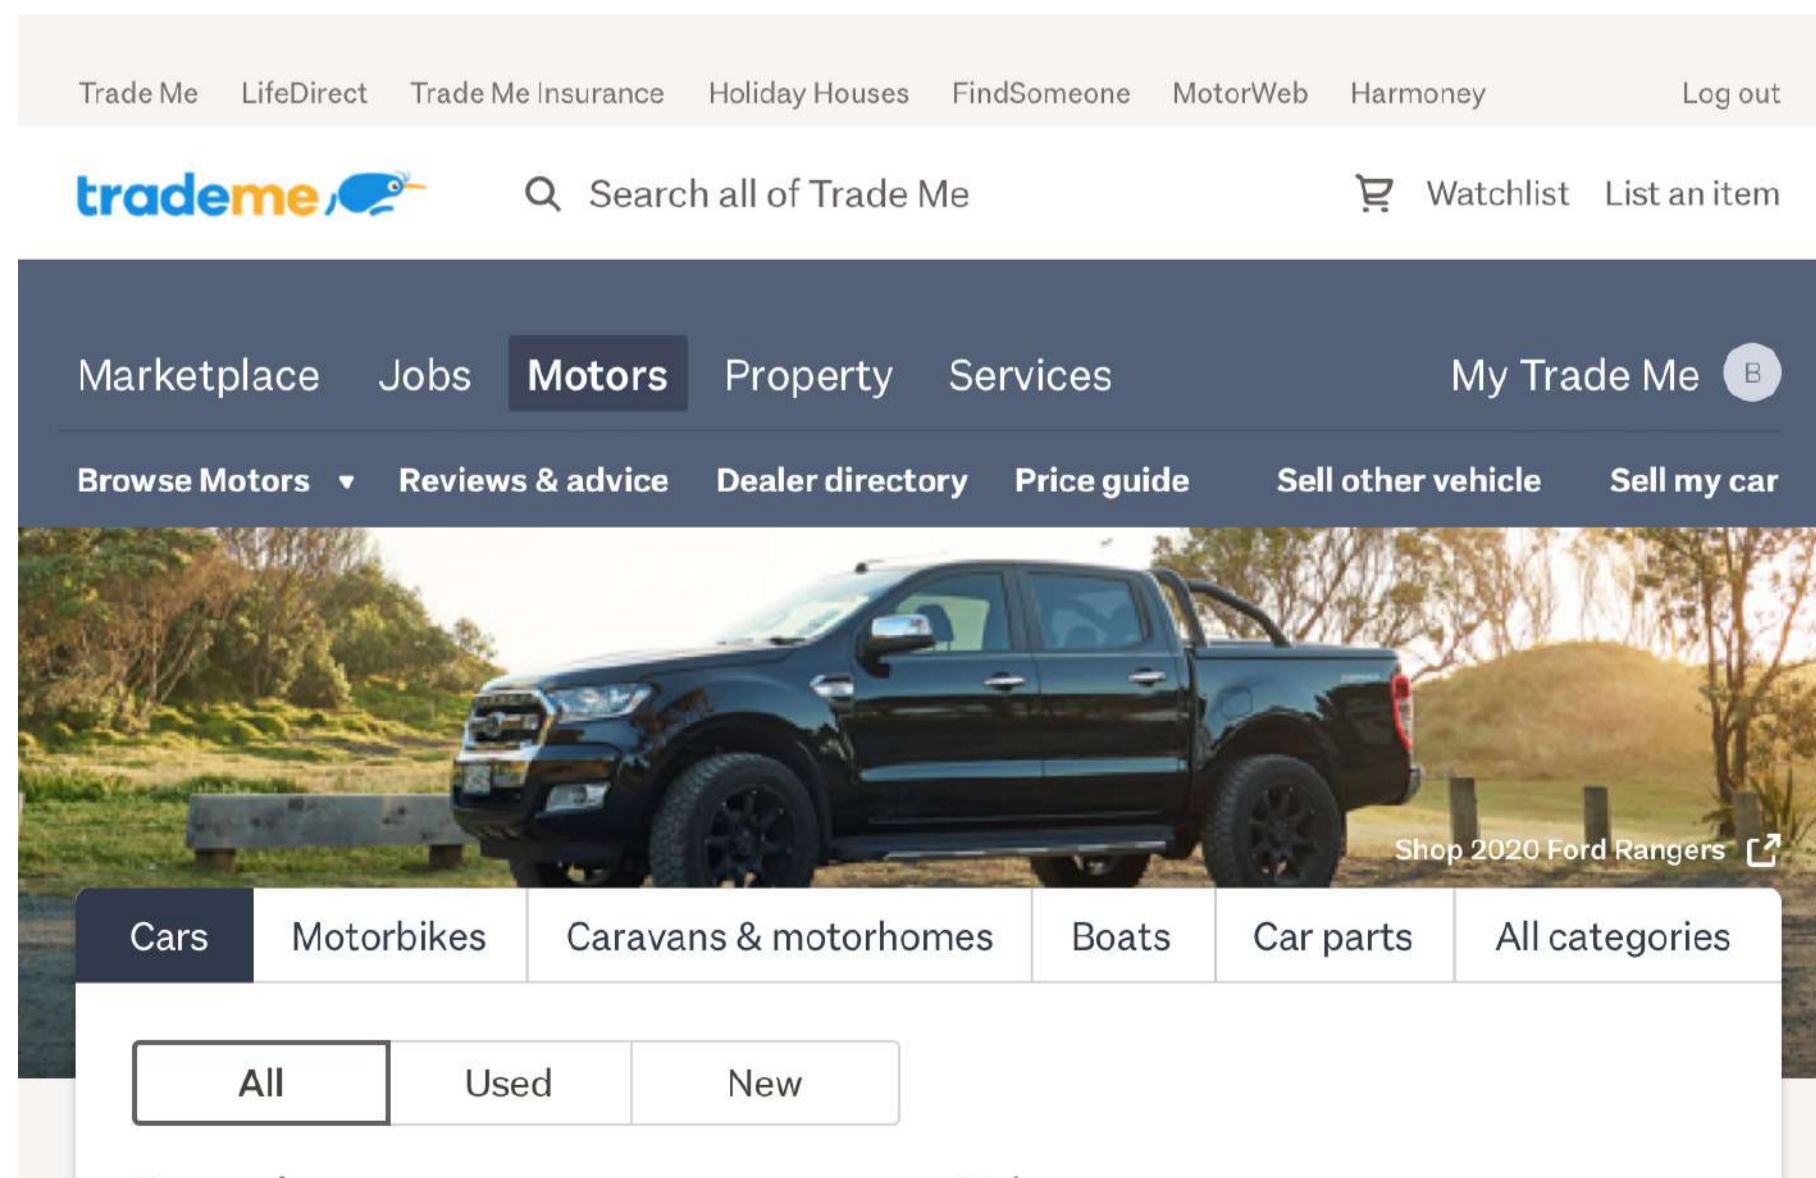 Trade Me LifeDirect Trade Me Insurance Holiday Houses FindSomeone MotorWeb Harmoney Log out
trademe Search all of Trade Me Watchlist List an item
Marketplace Jobs Motors Property Services My Trade Me B
Browse Motors ▼ Reviews & advice Dealer directory Price guide Sell other vehicle Sell my car
Shop 2020 Ford Rangers
Cars Motorbikes Caravans & motorhomes Boats Car parts All categories
All Used New